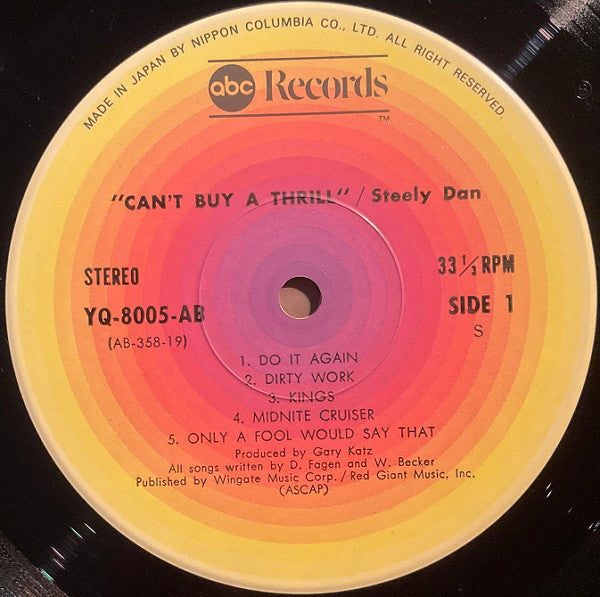 MADE IN JAPAN BY NIPPON COLUMBIA CO., LTD. ALL RIGHT RESERVED.
abc Records
TM
"CAN'T BUY A THRILL" / Steely Dan
STEREO
33 1/3 RPM
YQ-8005-AB
SIDE 1
(AB-358-19)
S
1. DO IT AGAIN
2. DIRTY WORK
3. KINGS
4. MIDNITE CRUISER
5. ONLY A FOOL WOULD SAY THAT
Produced by Gary Katz
All songs written by D. Fagen and W. Becker
Published by Wingate Music Corp. / Red Giant Music, Inc.
(ASCAP)